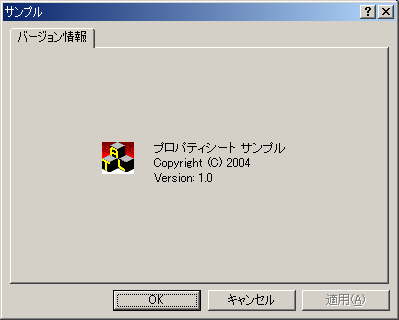 サンプル
バージョン情報
プロパティシート サンプル
Copyright (C) 2004
Version: 1.0
OK
キャンセル
適用(A)